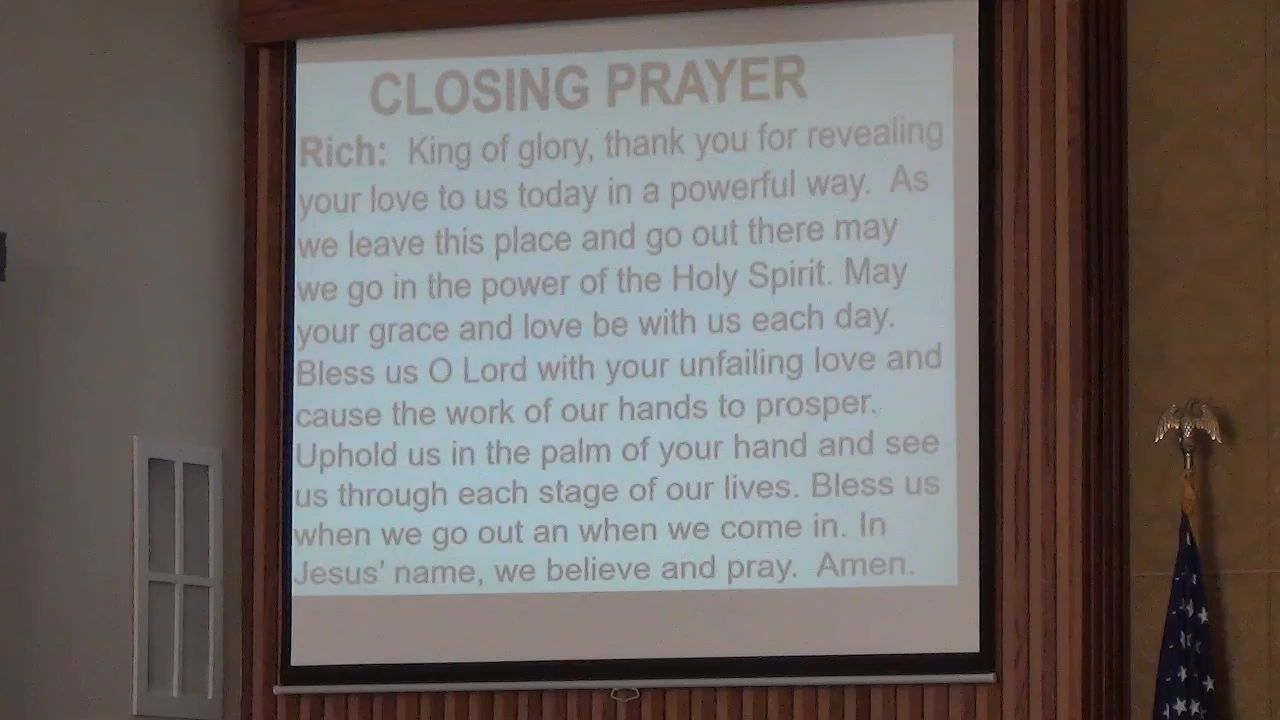 CLOSING PRAYER
Rich:  King of glory, thank you for revealing
your love to us today in a powerful way.  As
we leave this place and go out there may
we go in the power of the Holy Spirit. May
your grace and love be with us each day.
Bless us O Lord with your unfailing love and
cause the work of our hands to prosper.
Uphold us in the palm of your hand and see
us through each stage of our lives. Bless us
when we go out an when we come in. In
Jesus' name, we believe and pray.  Amen.